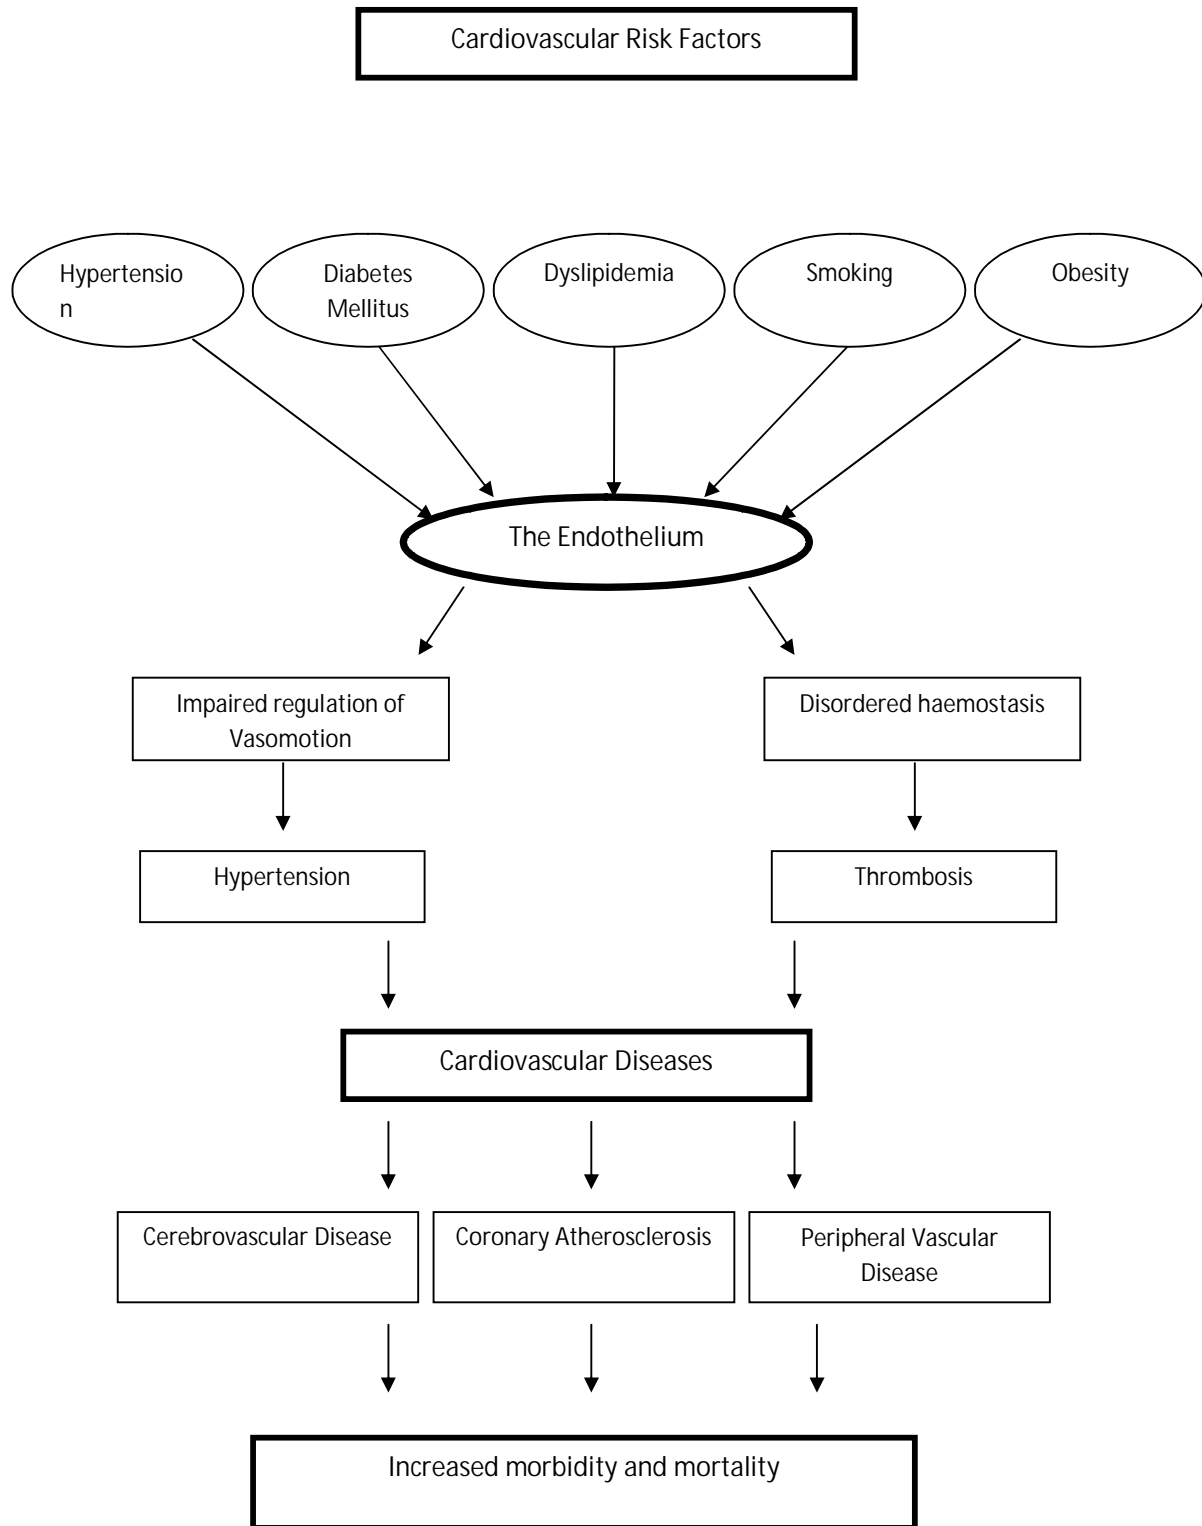 Cardiovascular Risk Factors
Hypertensio
n
Diabetes
Mellitus
Dyslipidemia
Smoking
Obesity
The Endothelium
Impaired regulation of
Vasomotion
Disordered haemostasis
Hypertension
Thrombosis
Cardiovascular Diseases
Cerebrovascular Disease
Coronary Atherosclerosis
Peripheral Vascular
Disease
Increased morbidity and mortality